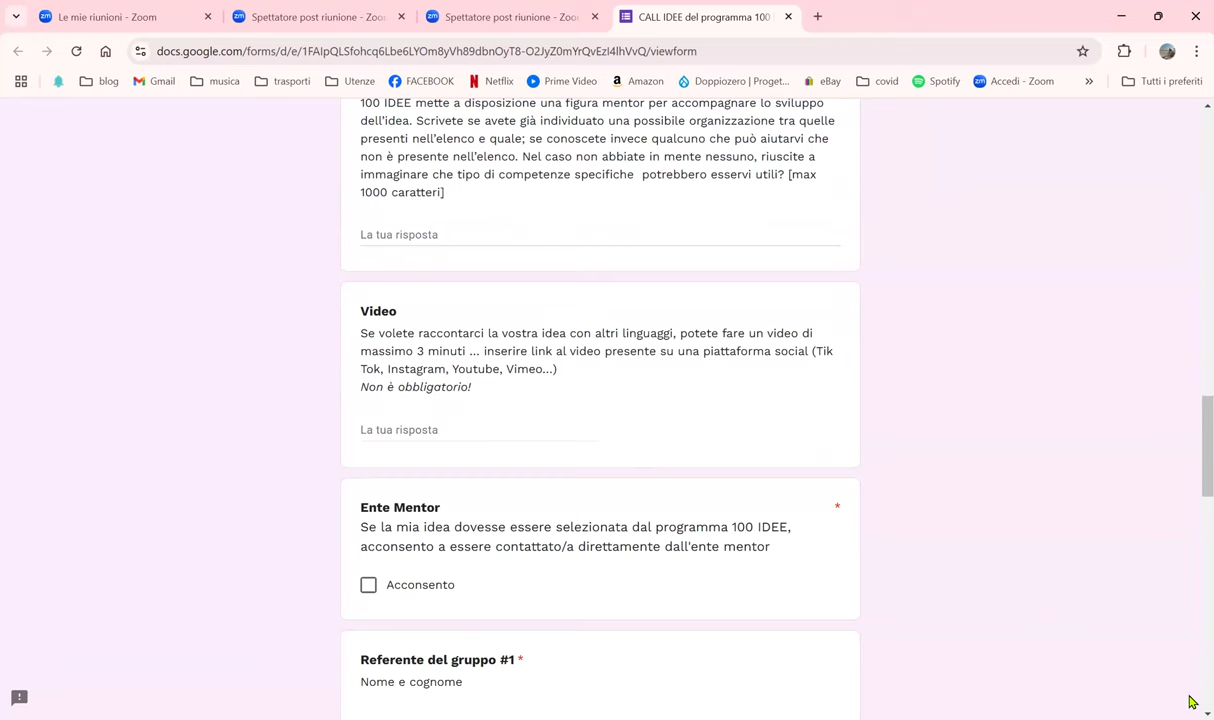 Le mie riunioni - Zoom
Spettatore post riunione - Zoo
Spettatore post riunione - Zoo
CALL IDEE del programma 100
docs.google.com/forms/d/e/1FAIpQLSfohcq6Lbe6LYOm8yVh89dbnOyT8-O2JyZ0mYrQvEzl4lhVvQ/viewform
blog
Gmail
musica
trasporti
Utenze
FACEBOOK
Netflix
Prime Video
Amazon
Doppiozero | Proget...
eBay
covid
Spotify
Accedi - Zoom
»
Tutti i preferiti
100 IDEE mette a disposizione una figura mentor per accompagnare lo sviluppo
dell'idea. Scrivete se avete già individuato una possibile organizzazione tra quelle
presenti nell'elenco e quale; se conoscete invece qualcuno che può aiutarvi che
non è presente nell'elenco. Nel caso non abbiate in mente nessuno, riuscite a
immaginare che tipo di competenze specifiche  potrebbero esservi utili? [max
1000 caratteri]
La tua risposta
Video
Se volete raccontarci la vostra idea con altri linguaggi, potete fare un video di
massimo 3 minuti ... inserire link al video presente su una piattaforma social (Tik
Tok, Instagram, Youtube, Vimeo...)
Non è obbligatorio!
La tua risposta
Ente Mentor *
Se la mia idea dovesse essere selezionata dal programma 100 IDEE,
acconsento a essere contattato/a direttamente dall'ente mentor
Acconsento
Referente del gruppo #1 *
Nome e cognome